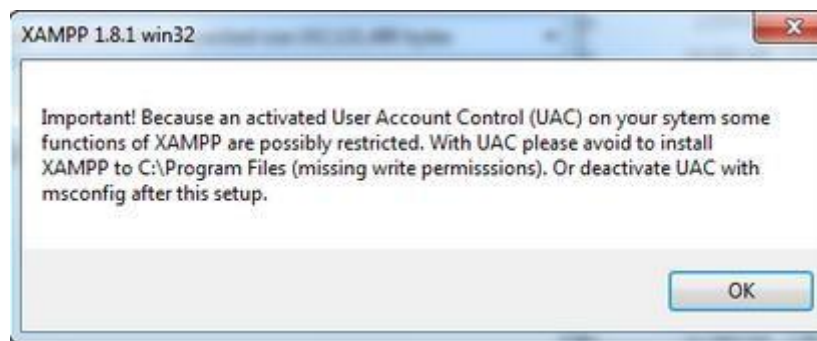 XAMPP 1.8.1 win32
Important! Because an activated User Account Control (UAC) on your sytem some
functions of XAMPP are possibly restricted. With UAC please avoid to install
XAMPP to C:\Program Files (missing write permisssions). Or deactivate UAC with
msconfig after this setup.
OK